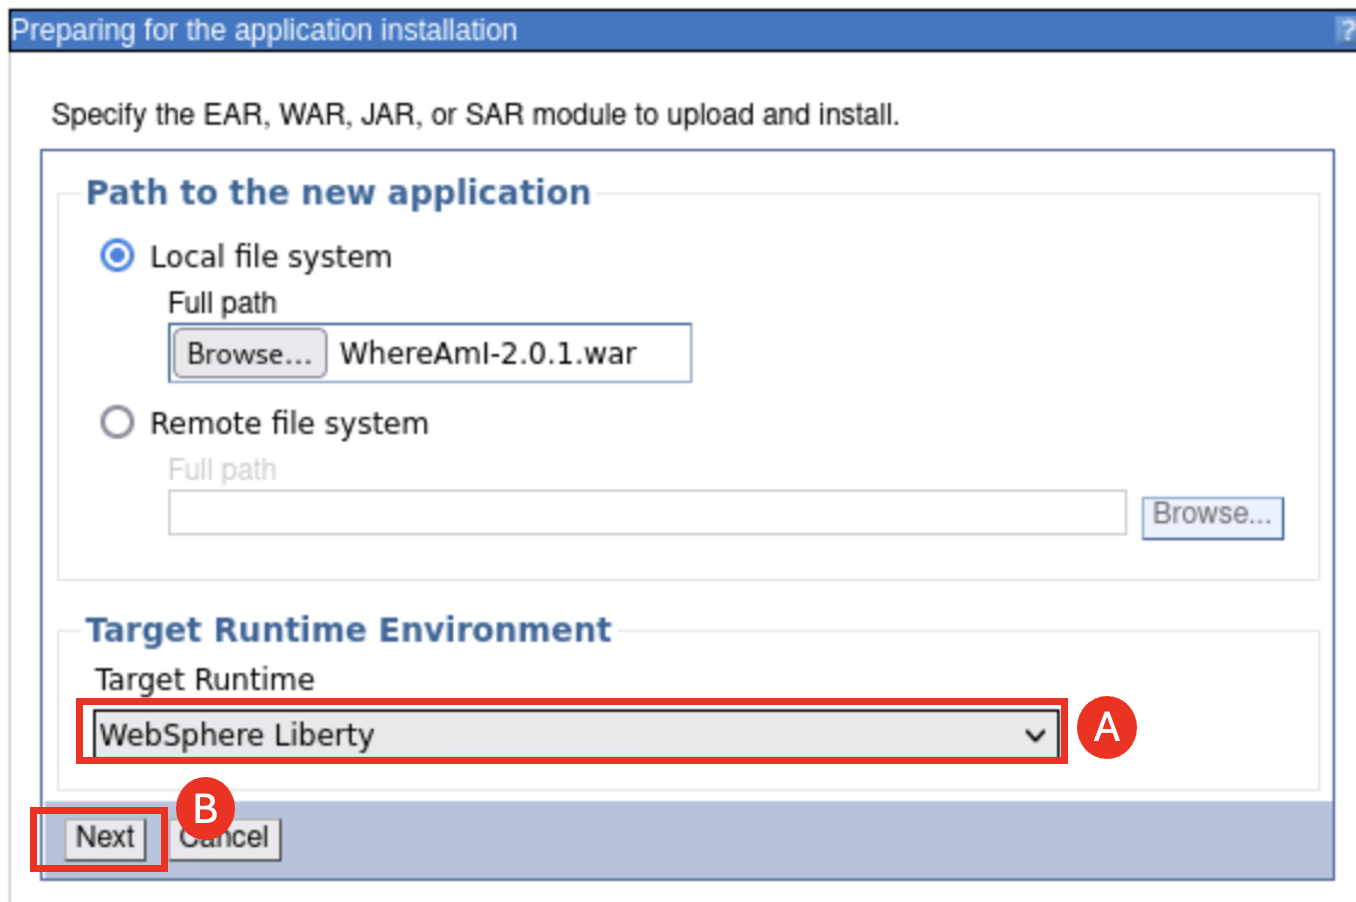 Preparing for the application installation ?
Specify the EAR, WAR, JAR, or SAR module to upload and install.
Path to the new application
Local file system
Full path
Browse... WhereAmI-2.0.1.war
Remote file system
Full path
Browse...
Target Runtime Environment
Target Runtime
WebSphere Liberty
A
B
Next Cancel